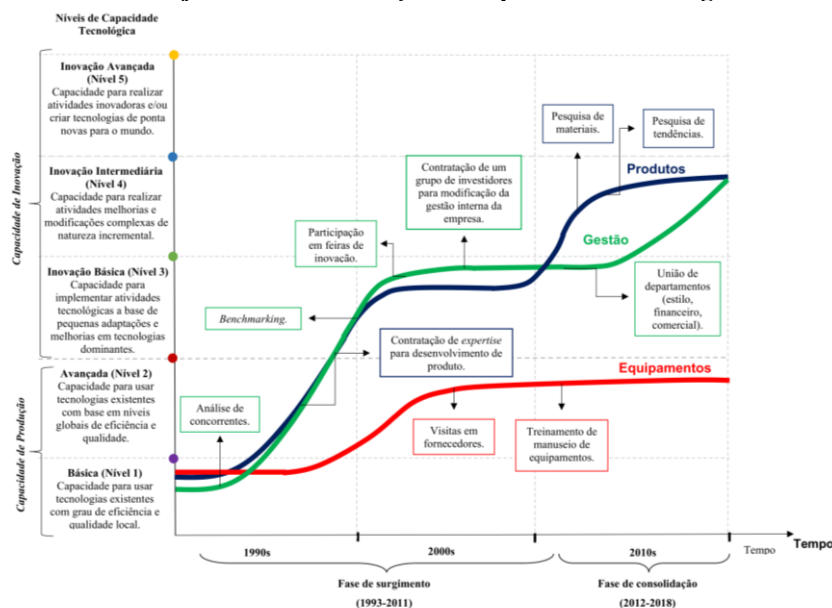 Níveis de Capacidade
Tecnológica
Capacidade de Inovação
Inovação Avançada
(Nível 5)
Capacidade para realizar
atividades inovadoras e/ou
criar tecnologias de ponta
novas para o mundo.
Inovação Intermediária
(Nível 4)
Capacidade para realizar
atividades melhorias e
modificações complexas de
natureza incremental.
Inovação Básica (Nível 3)
Capacidade para
implementar atividades
tecnológicas a base de
pequenas adaptações e
melhorias em tecnologias
dominantes.
Capacidade de Produção
Avançada (Nível 2)
Capacidade para usar
tecnologias existentes
com base em níveis
globais de eficiência e
qualidade.
Básica (Nível 1)
Capacidade para usar
tecnologias existentes
com grau de eficiência e
qualidade local.
Pesquisa de
materiais.
Pesquisa de
tendências.
Produtos
Contratação de um
grupo de investidores
para modificação da
gestão interna da
empresa.
Participação
em feiras de
inovação.
Gestão
União de
departamentos
(estilo,
financeiro,
comercial).
Benchmarking.
Contratação de expertise
para desenvolvimento de
produto.
Equipamentos
Análise de
concorrentes.
Visitas em
fornecedores.
Treinamento de
manuseio de
equipamentos.
1990s
2000s
2010s
Tempo
Tempo
Fase de surgimento
(1993-2011)
Fase de consolidação
(2012-2018)